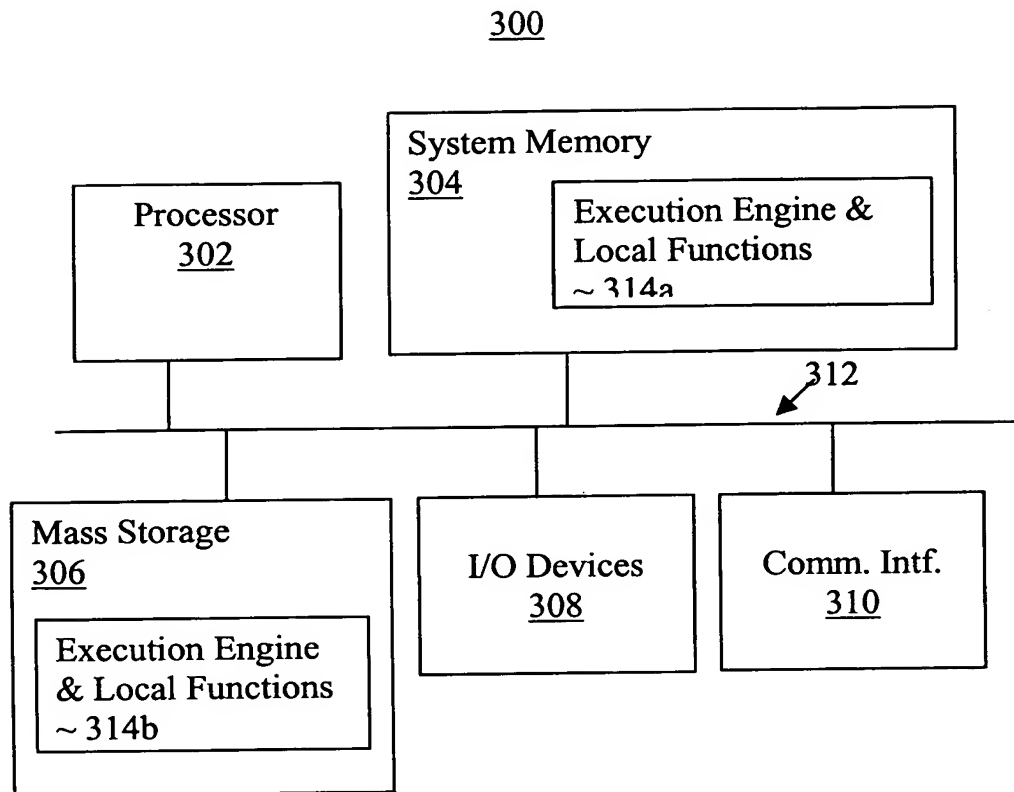 300
System Memory
304
Execution Engine &
Local Functions
~ 314a
Processor
302
312
Mass Storage
306
Execution Engine
& Local Functions
~ 314b
I/O Devices
308
Comm. Intf.
310